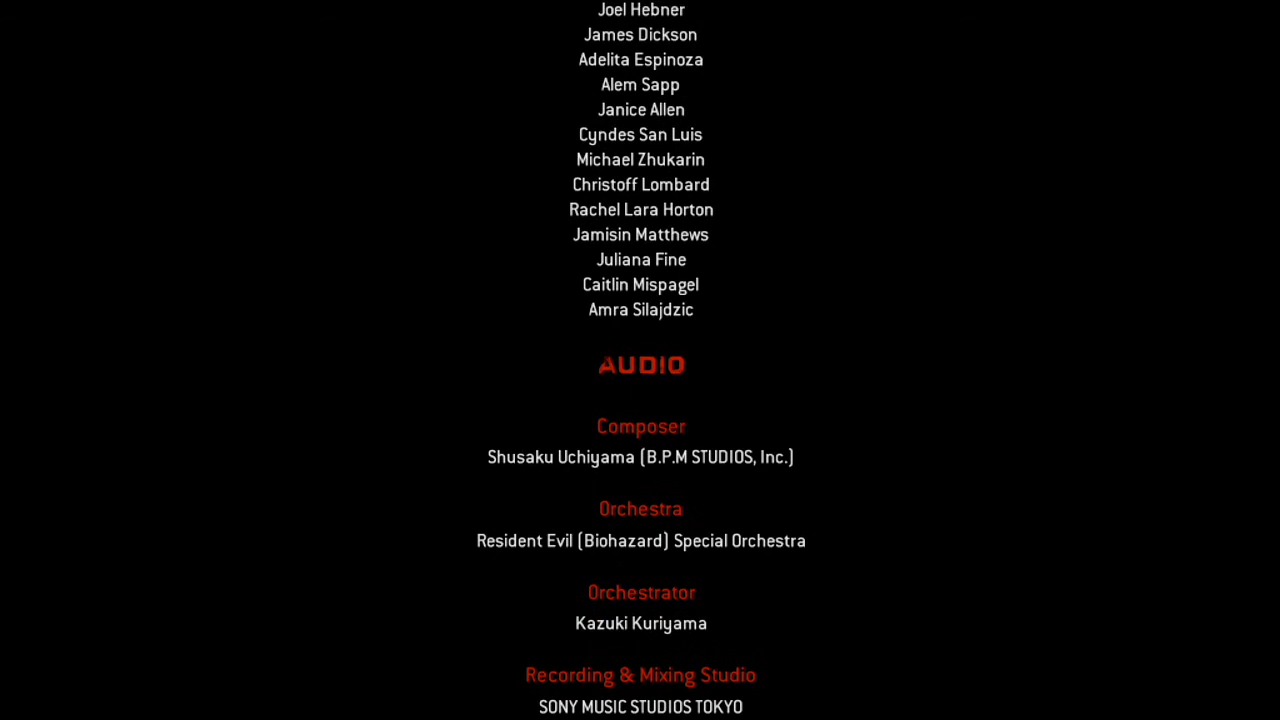 Joel Hebner
James Dickson
Adelita Espinoza
Alem Sapp
Janice Allen
Cyndes San Luis
Michael Zhukarin
Christoff Lombard
Rachel Lara Horton
Jamisin Matthews
Juliana Fine
Caitlin Mispagel
Amra Silajdzic
AUDIO
Composer
Shusaku Uchiyama (B.P.M STUDIOS, Inc.)
Orchestra
Resident Evil (Biohazard) Special Orchestra
Orchestrator
Kazuki Kuriyama
Recording & Mixing Studio
SONY MUSIC STUDIOS TOKYO